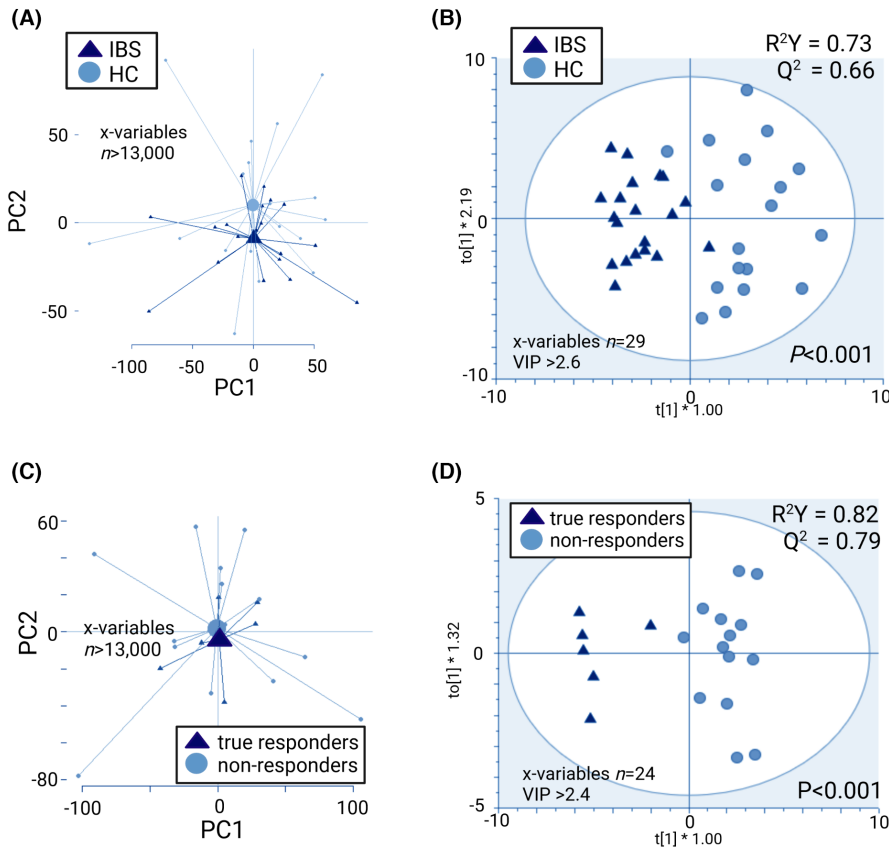 (A)
IBS
HC
x-variables
n>13,000
50
0
-50
PC2
-100
-50
0
50
PC1
(B)
IBS
HC
R²Y = 0.73
Q² = 0.66
10
0
-10
to[1] * 2.19
x-variables n=29
VIP >2.6
P<0.001
-10
0
10
t[1] * 1.00
(C)
60
0
-80
PC2
x-variables
n>13,000
true responders
non-responders
-100
0
100
PC1
(D)
true responders
non-responders
R²Y = 0.82
Q² = 0.79
5
0
-5
to[1] * 1.32
x-variables n=24
VIP >2.4
P<0.001
-10
0
10
t[1] * 1.00